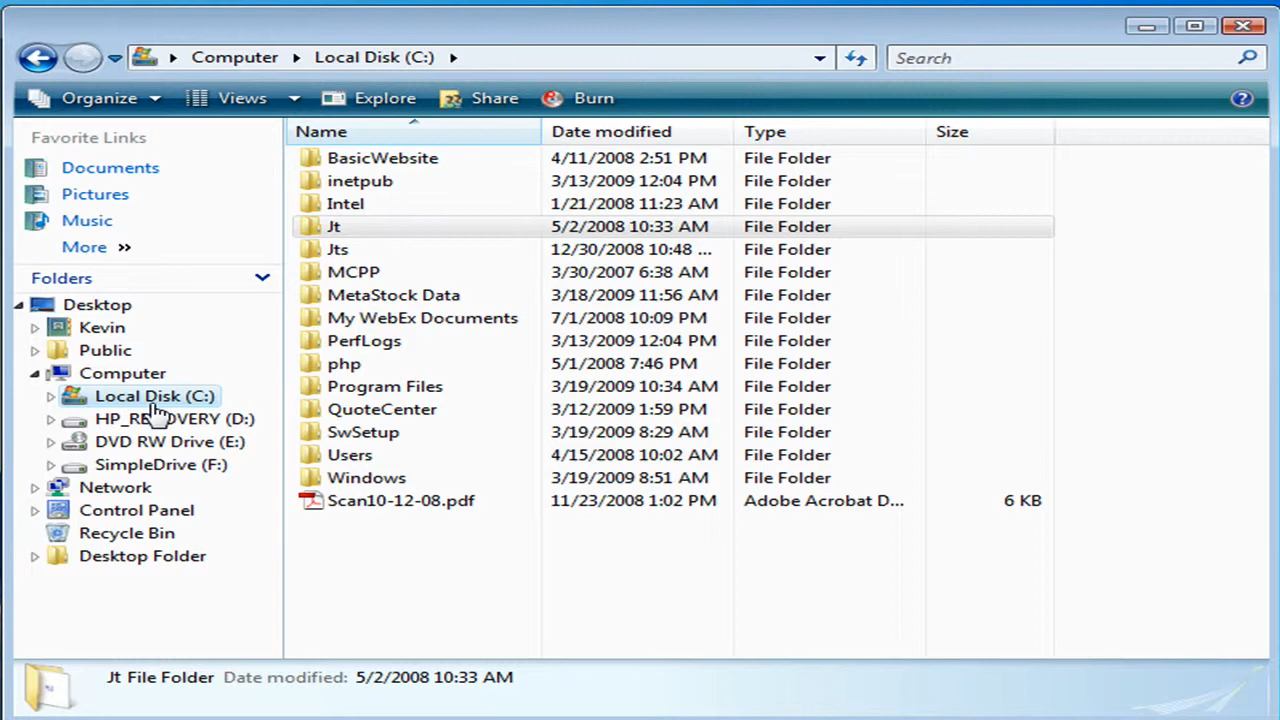 Computer Local Disk (C:) Search
Organize Views Explore Share Burn
Favorite Links
Documents
Pictures
Music
More »
Folders
Desktop
Kevin
Public
Computer
Local Disk (C:)
HP_RECOVERY (D:)
DVD RW Drive (E:)
SimpleDrive (F:)
Network
Control Panel
Recycle Bin
Desktop Folder
Name Date modified Type Size
BasicWebsite 4/11/2008 2:51 PM File Folder
inetpub 3/13/2009 12:04 PM File Folder
Intel 1/21/2008 11:23 AM File Folder
Jt 5/2/2008 10:33 AM File Folder
Jts 12/30/2008 10:48 ... File Folder
MCPP 3/30/2007 6:38 AM File Folder
MetaStock Data 3/18/2009 11:56 AM File Folder
My WebEx Documents 7/1/2008 10:09 PM File Folder
PerfLogs 3/13/2009 12:04 PM File Folder
php 5/1/2008 7:46 PM File Folder
Program Files 3/19/2009 10:34 AM File Folder
QuoteCenter 3/12/2009 1:59 PM File Folder
SwSetup 3/19/2009 8:29 AM File Folder
Users 4/15/2008 10:02 AM File Folder
Windows 3/19/2009 8:51 AM File Folder
Scan10-12-08.pdf 11/23/2008 1:02 PM Adobe Acrobat D... 6 KB
Jt File Folder Date modified: 5/2/2008 10:33 AM